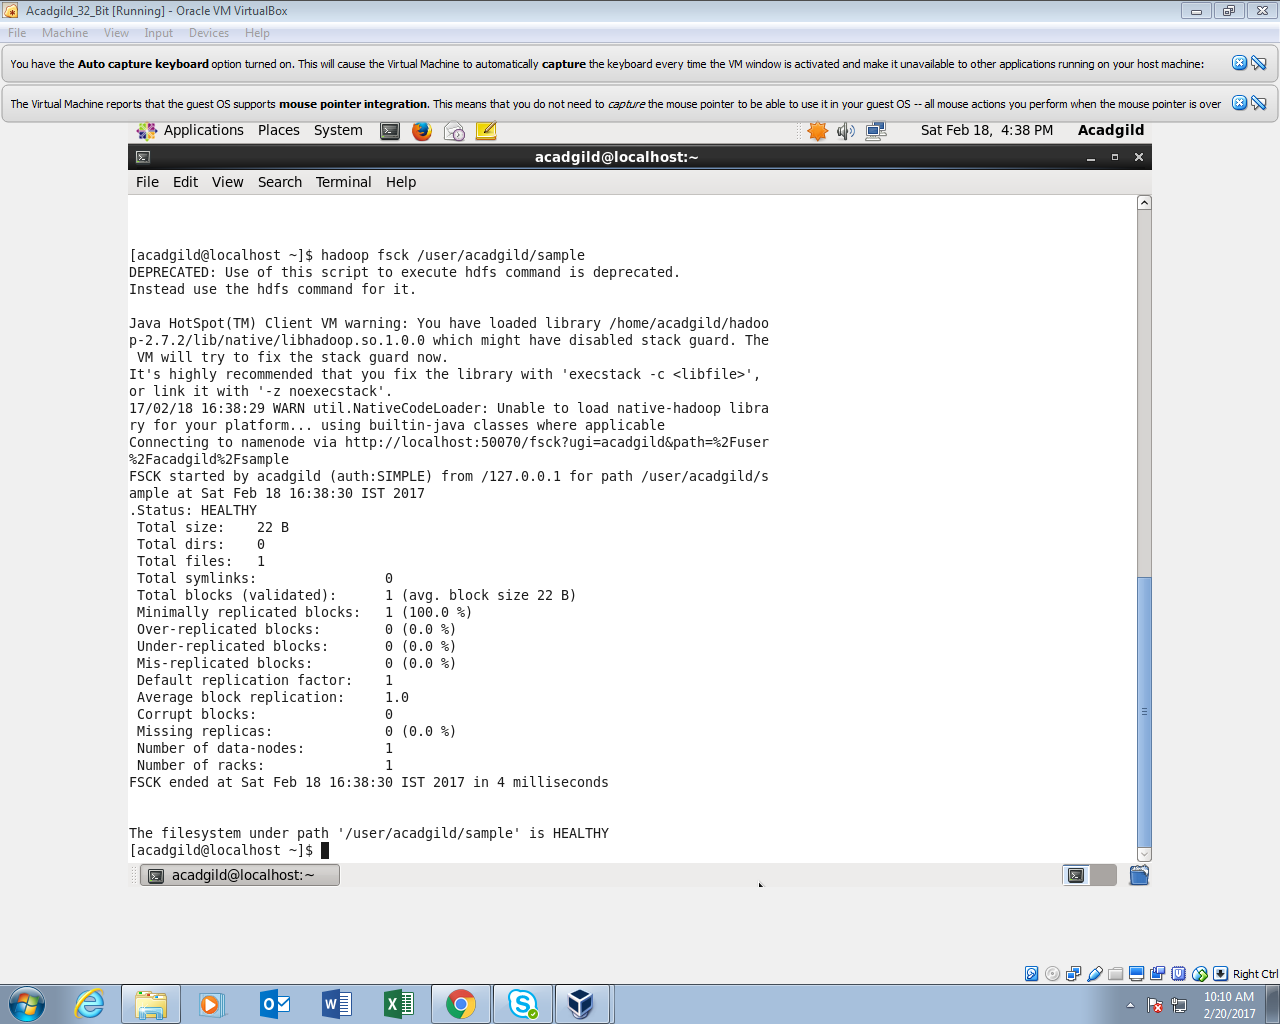 Acadgild_32_Bit [Running] - Oracle VM VirtualBox
File Machine View Input Devices Help
You have the Auto capture keyboard option turned on. This will cause the Virtual Machine to automatically capture the keyboard every time the VM window is activated and make it unavailable to other applications running on your host machine:
The Virtual Machine reports that the guest OS supports mouse pointer integration. This means that you do not need to capture the mouse pointer to be able to use it in your guest OS -- all mouse actions you perform when the mouse pointer is over
Applications Places System Sat Feb 18, 4:38 PM Acadgild
acadgild@localhost:~
File Edit View Search Terminal Help
[acadgild@localhost ~]$ hadoop fsck /user/acadgild/sample
DEPRECATED: Use of this script to execute hdfs command is deprecated.
Instead use the hdfs command for it.
Java HotSpot(TM) Client VM warning: You have loaded library /home/acadgild/hadoo
p-2.7.2/lib/native/libhadoop.so.1.0.0 which might have disabled stack guard. The
 VM will try to fix the stack guard now.
It's highly recommended that you fix the library with 'execstack -c <libfile>',
or link it with '-z noexecstack'.
17/02/18 16:38:29 WARN util.NativeCodeLoader: Unable to load native-hadoop libra
ry for your platform... using builtin-java classes where applicable
Connecting to namenode via http://localhost:50070/fsck?ugi=acadgild&path=%2Fuser
%2Facadgild%2Fsample
FSCK started by acadgild (auth:SIMPLE) from /127.0.0.1 for path /user/acadgild/s
ample at Sat Feb 18 16:38:30 IST 2017
.Status: HEALTHY
 Total size:    22 B
 Total dirs:    0
 Total files:   1
 Total symlinks:                0
 Total blocks (validated):      1 (avg. block size 22 B)
 Minimally replicated blocks:   1 (100.0 %)
 Over-replicated blocks:        0 (0.0 %)
 Under-replicated blocks:       0 (0.0 %)
 Mis-replicated blocks:         0 (0.0 %)
 Default replication factor:    1
 Average block replication:     1.0
 Corrupt blocks:                0
 Missing replicas:              0 (0.0 %)
 Number of data-nodes:          1
 Number of racks:               1
FSCK ended at Sat Feb 18 16:38:30 IST 2017 in 4 milliseconds
The filesystem under path '/user/acadgild/sample' is HEALTHY
[acadgild@localhost ~]$
acadgild@localhost:~
Right Ctrl
10:10 AM
2/20/2017